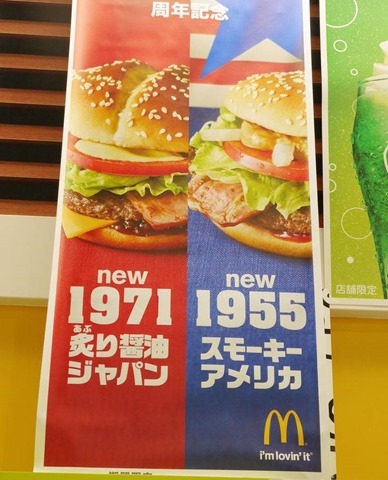 周年記念
new
1971
炙り醤油
あぶ
ジャパン
new
1955
スモーキー
アメリカ
i'm lovin' it
店舗限定